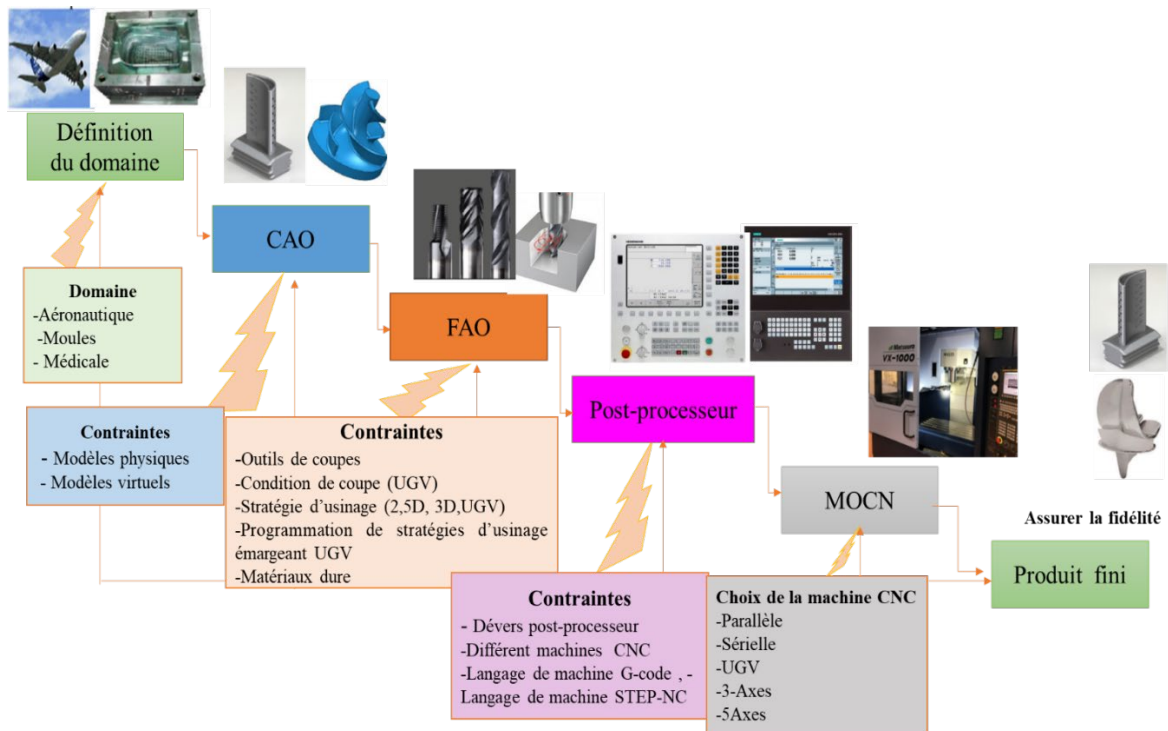 Définition
du domaine
CAO
FAO
Domaine
-Aéronautique
-Moules
- Médicale
Post-processeur
VX-1000
Contraintes
- Modèles physiques
- Modèles virtuels
Contraintes
-Outils de coupes
-Condition de coupe (UGV)
-Stratégie d'usinage (2,5D, 3D,UGV)
-Programmation de stratégies d'usinage
émargeant UGV
-Matériaux dure
MOCN
Assurer la fidélité
Produit fini
Contraintes
- Dévers post-processeur
-Différent machines CNC
-Langage de machine G-code , -
Langage de machine STEP-NC
Choix de la machine CNC
-Parallèle
-Sérielle
-UGV
-3-Axes
-5Axes